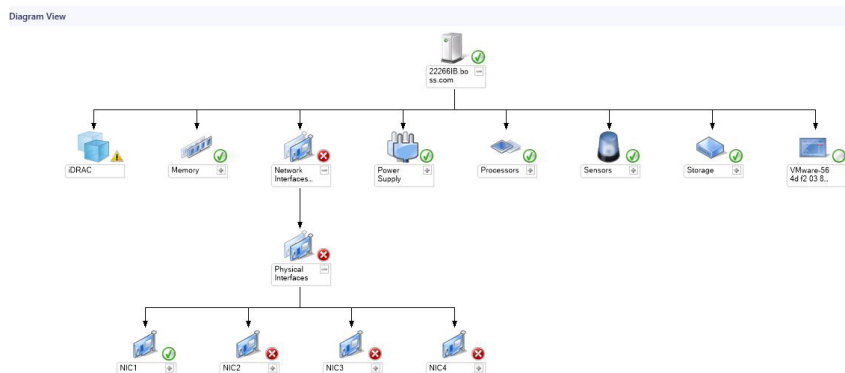 Diagram View
22266IB.bo
ss.com
iDRAC
Memory
Network
Interfaces...
Power
Supply
Processors
Sensors
Storage
VMware-56
4d f2 03 8...
Physical
Interfaces
NIC1
NIC2
NIC3
NIC4